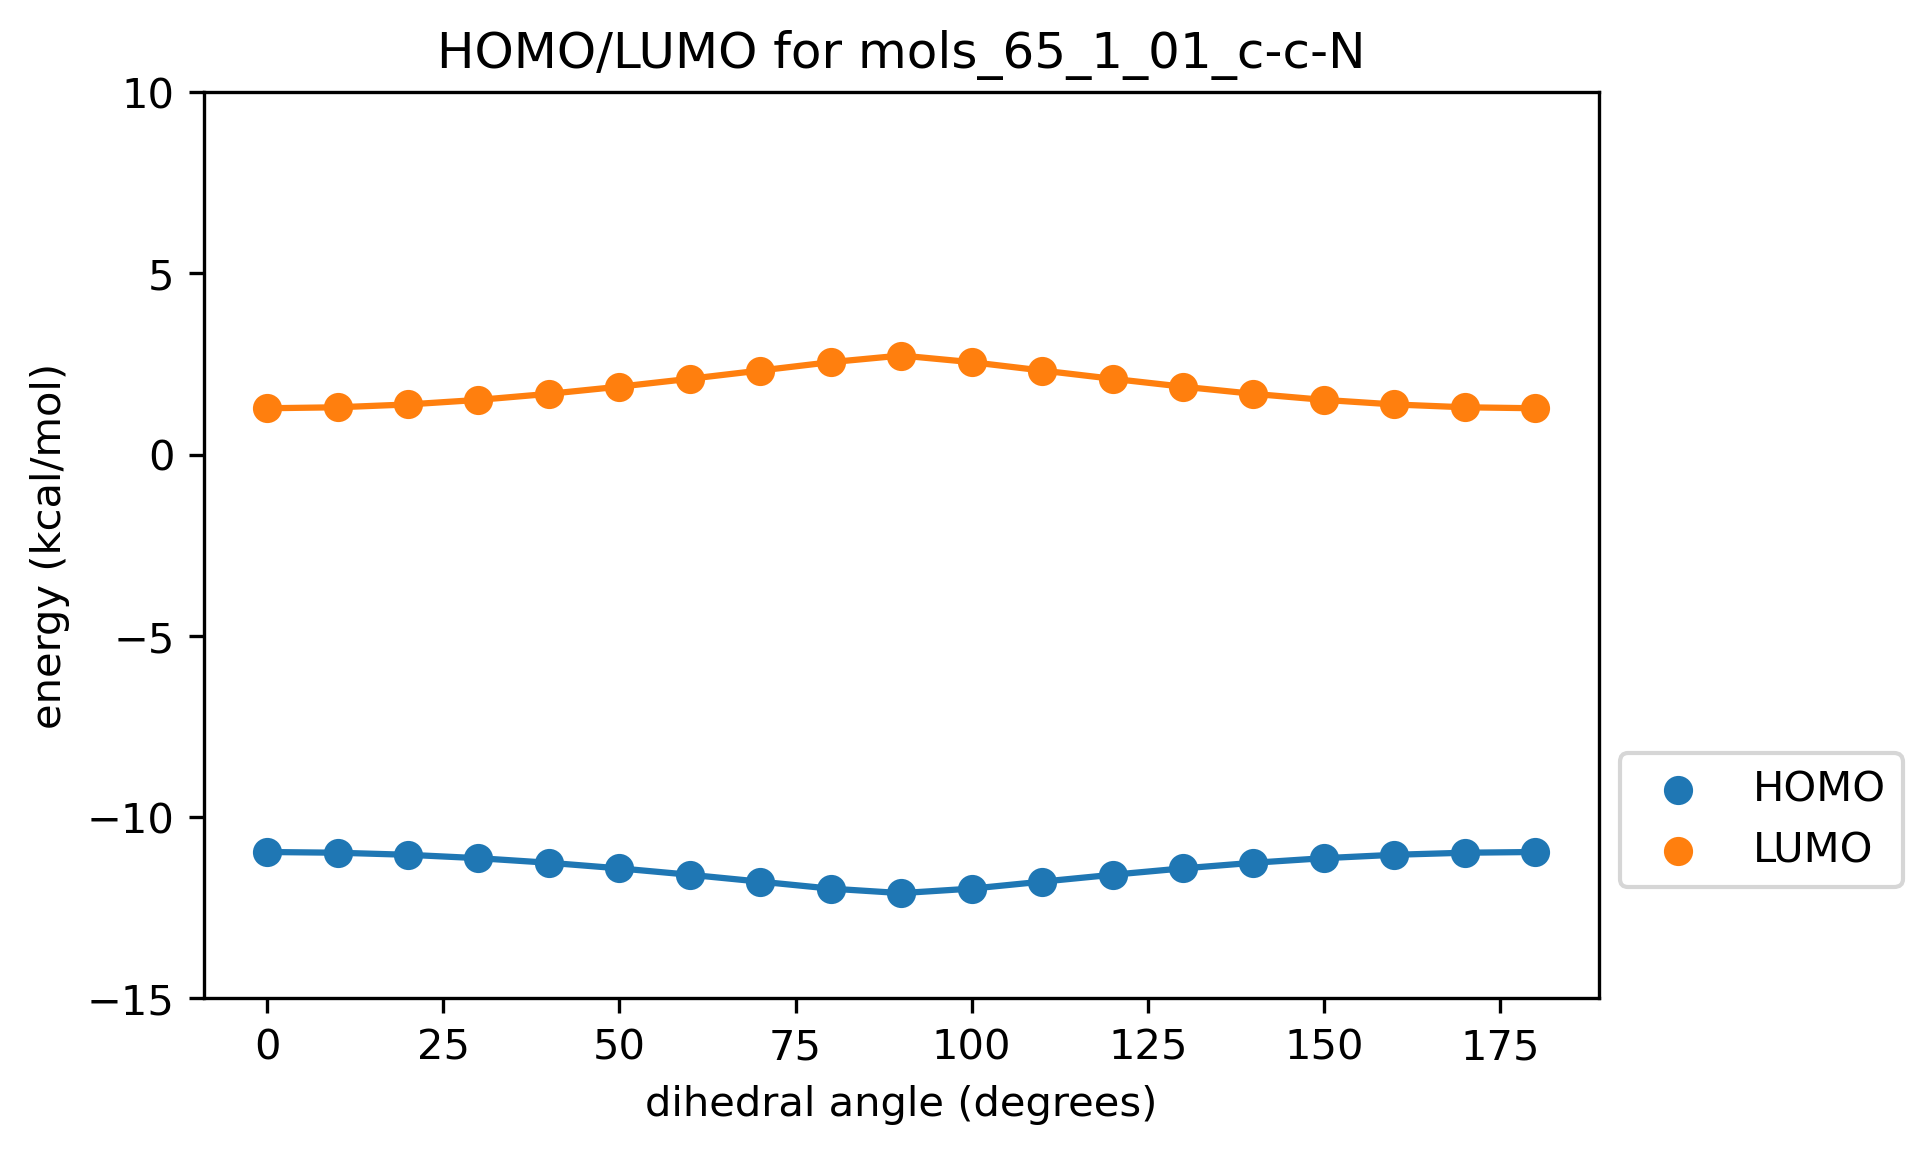 HOMO/LUMO for mols_65_1_01_c-c-N
10
5
0
−5
−10
−15
energy (kcal/mol)
0 25 50 75 100 125 150 175
dihedral angle (degrees)
HOMO
LUMO